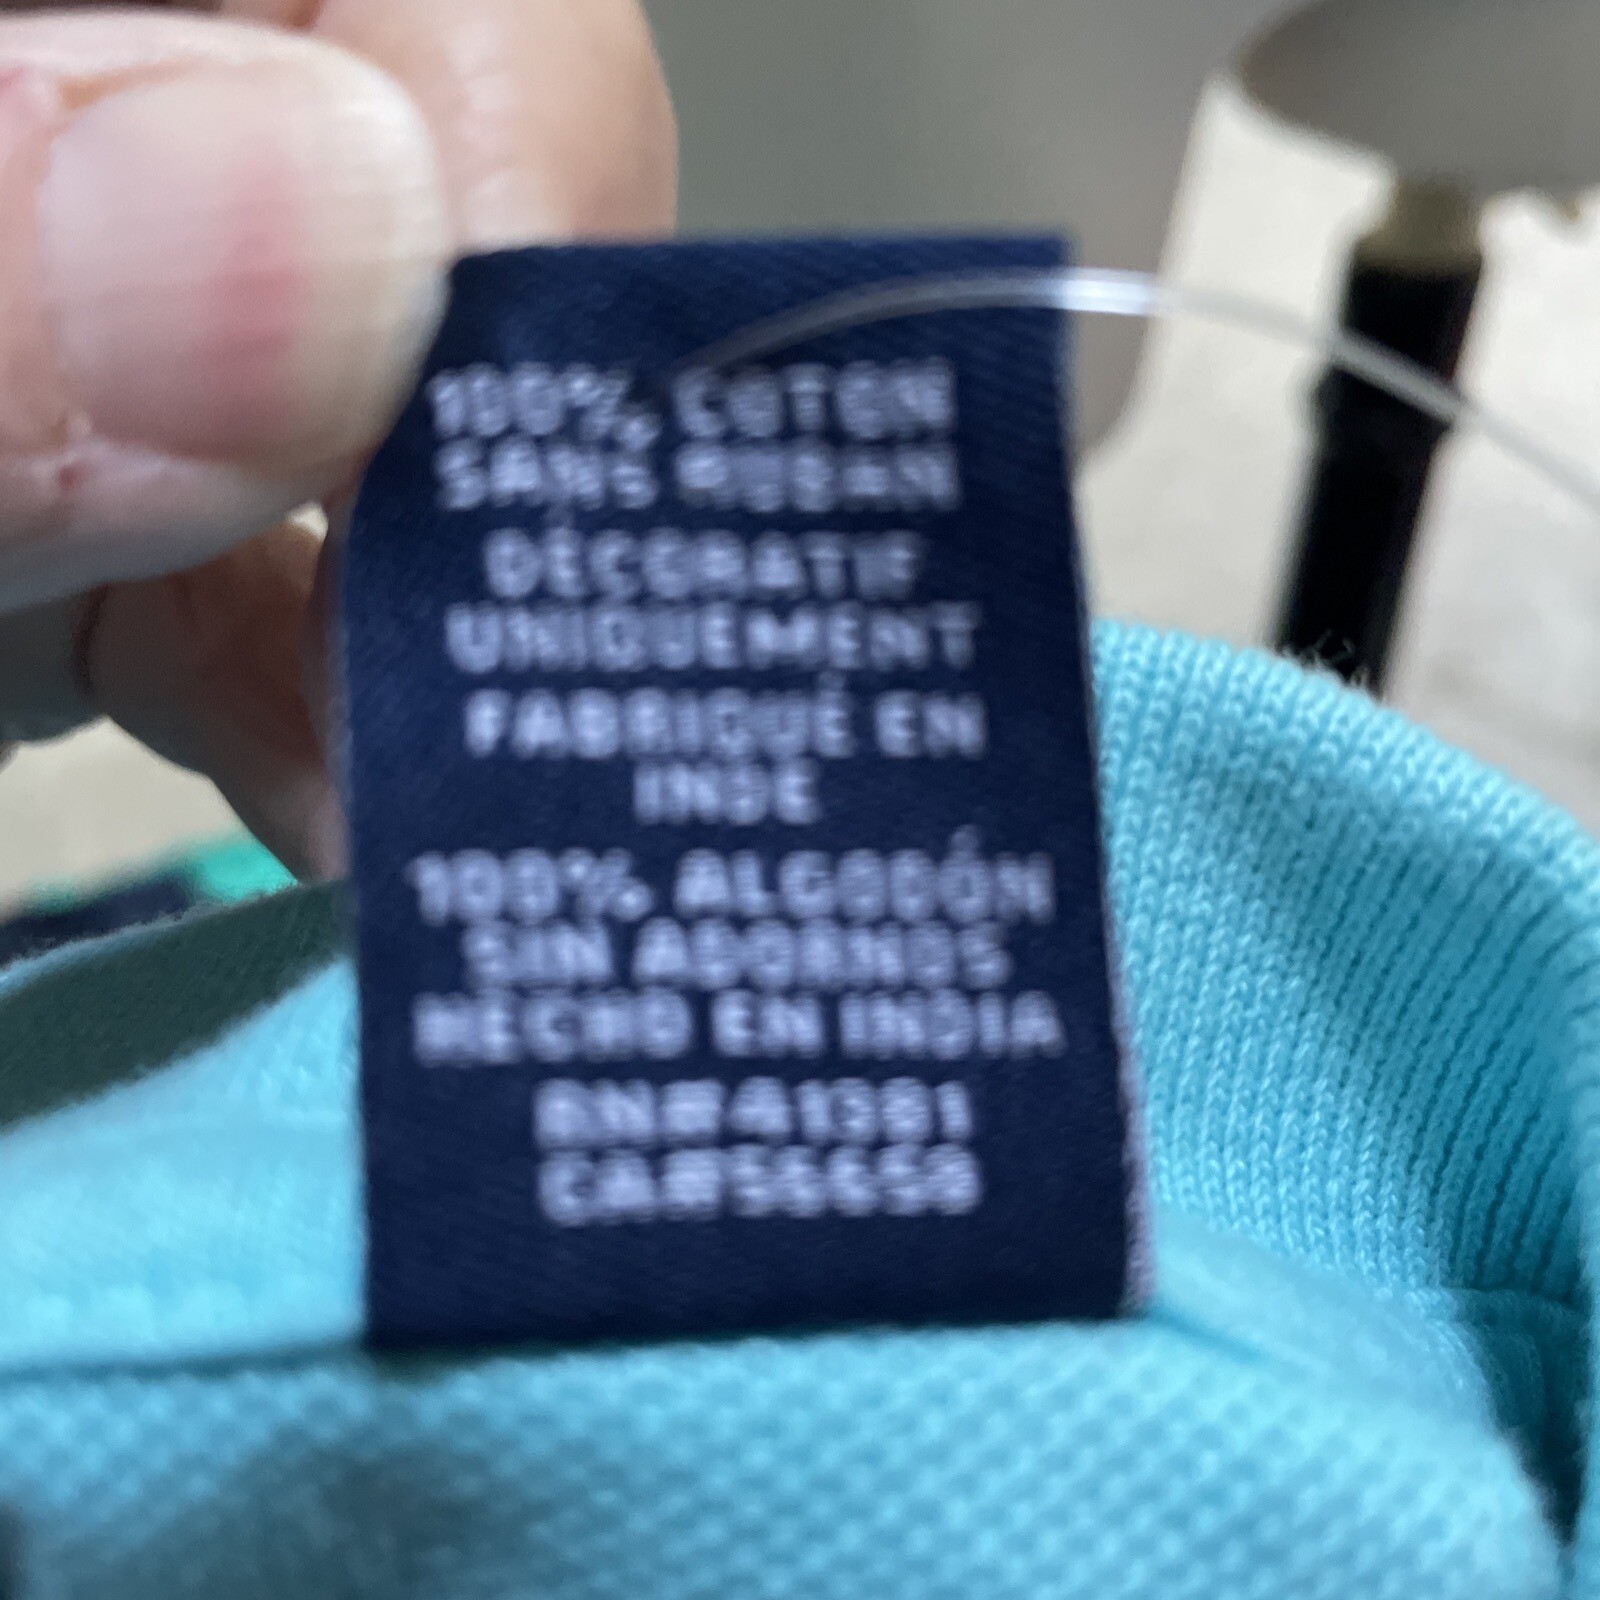 100% COTON
SANS RUBAN
DÉCORATIF
UNIQUEMENT
FABRIQUÉ EN
INDE
100% ALGODÓN
SIN ADORNOS
HECHO EN INDIA
RN#41381
CA#56658